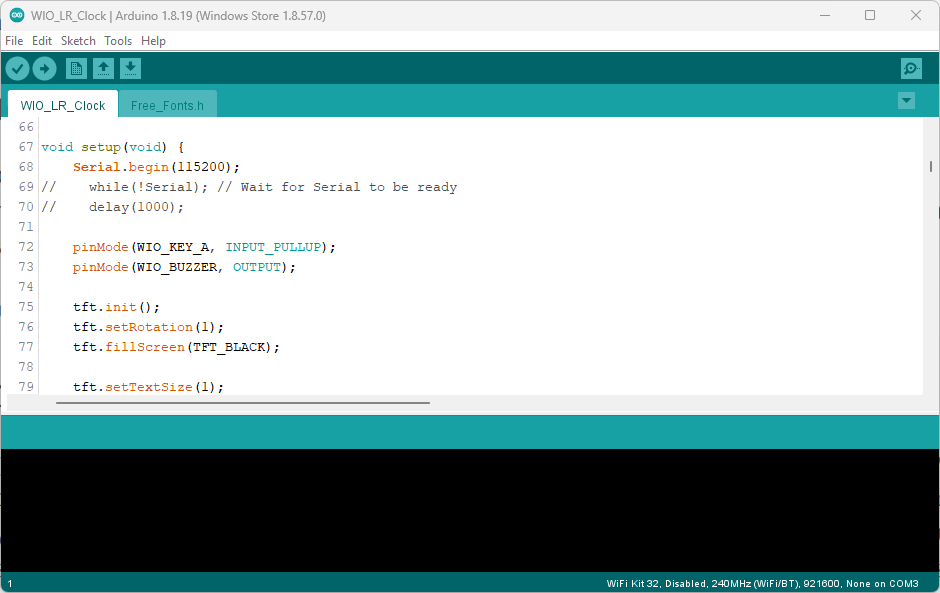 WIO_LR_Clock | Arduino 1.8.19 (Windows Store 1.8.57.0)
File Edit Sketch Tools Help
WIO_LR_Clock Free_Fonts.h
66
67 void setup(void) {
68     Serial.begin(115200);
69 //    while(!Serial); // Wait for Serial to be ready
70 //    delay(1000);
71
72     pinMode(WIO_KEY_A, INPUT_PULLUP);
73     pinMode(WIO_BUZZER, OUTPUT);
74
75     tft.init();
76     tft.setRotation(1);
77     tft.fillScreen(TFT_BLACK);
78
79     tft.setTextSize(1);
1 WiFi Kit 32, Disabled, 240MHz (WiFi/BT), 921600, None on COM3